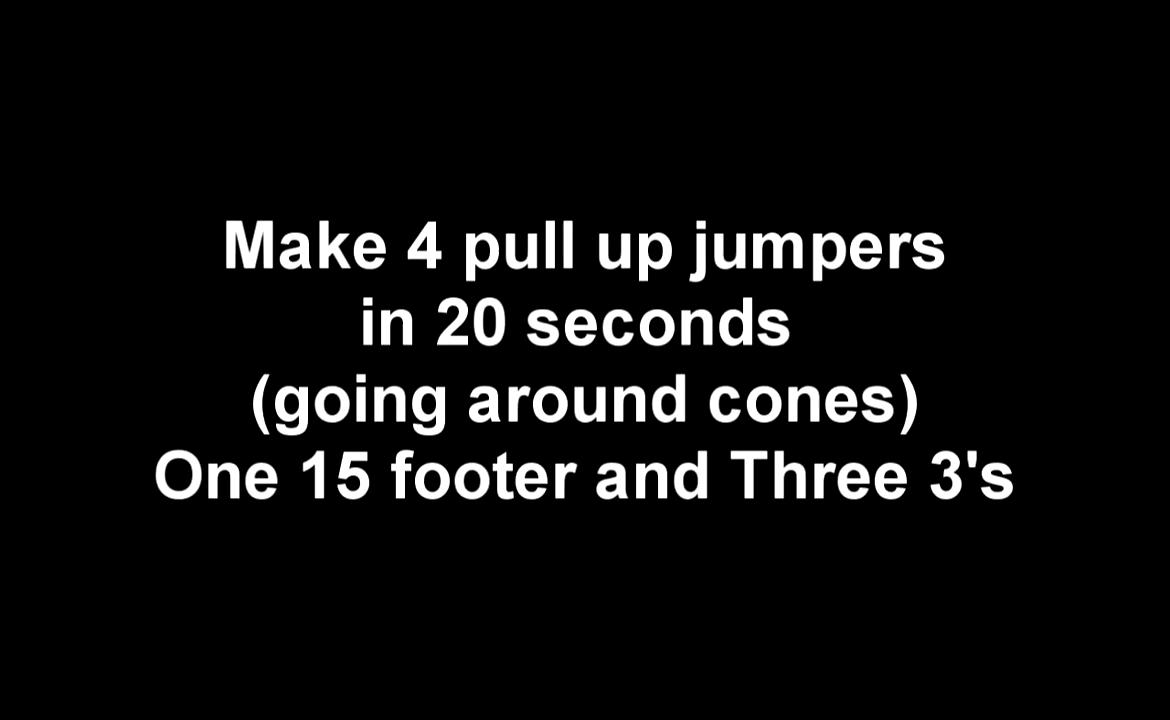 Make 4 pull up jumpers
in 20 seconds
(going around cones)
One 15 footer and Three 3's